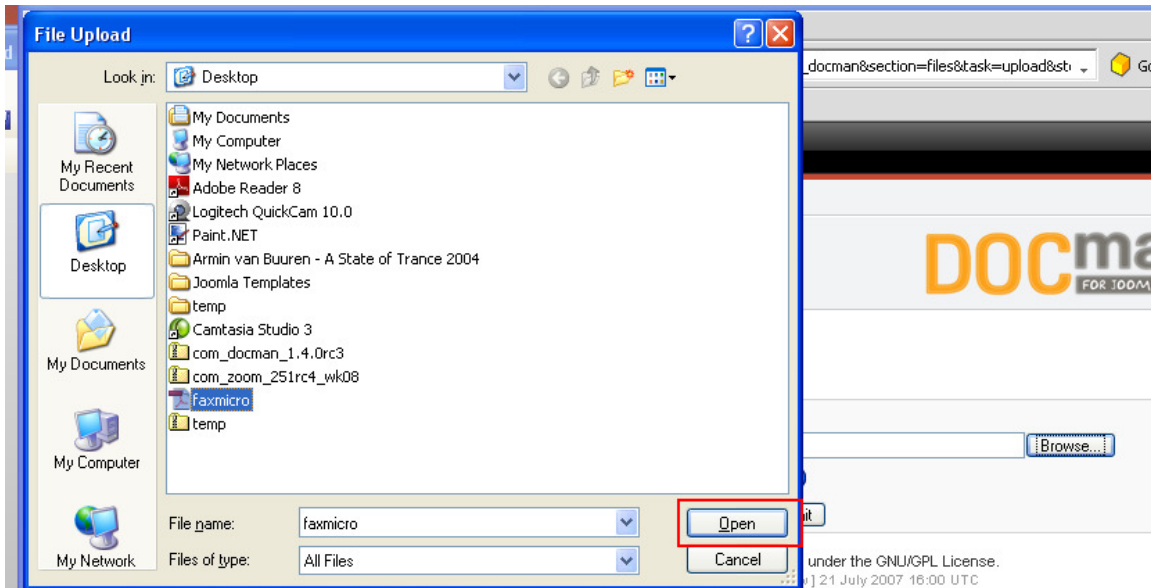 File Upload
Look in:
Desktop
My Recent
Documents
Desktop
My Documents
My Computer
My Network
My Documents
My Computer
My Network Places
Adobe Reader 8
Logitech QuickCam 10.0
Paint.NET
Armin van Buuren - A State of Trance 2004
Joomla Templates
temp
Camtasia Studio 3
com_docman_1.4.0rc3
com_zoom_251rc4_wk08
faxmicro
temp
File name:
faxmicro
Open
Files of type:
All Files
Cancel
_docman&section=files&task=upload&st
DOCma
FOR JOOM
Browse...
under the GNU/GPL License.
] 21 July 2007 16:00 UTC